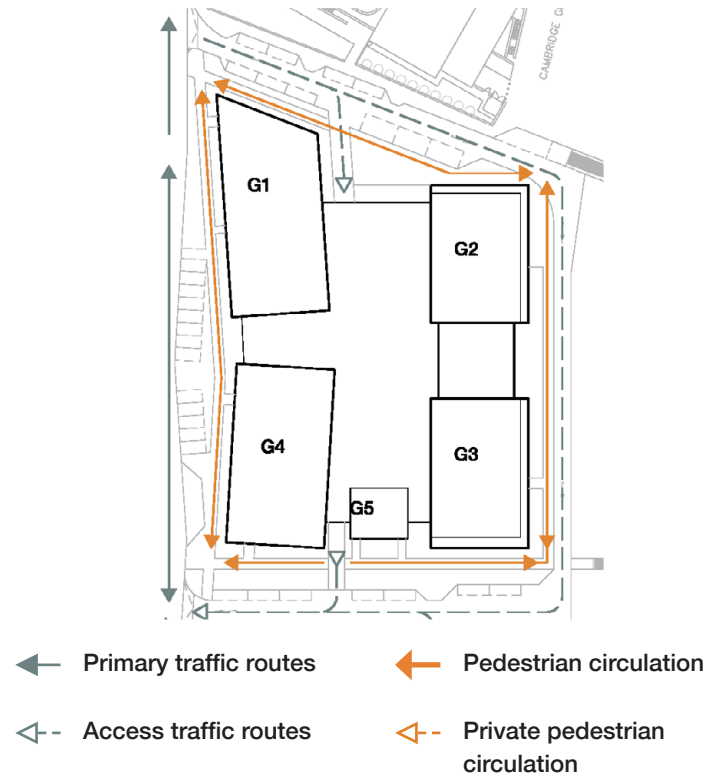 CAMBRIDGE
G1
G2
G4
G3
G5
Primary traffic routes
Pedestrian circulation
Access traffic routes
Private pedestrian
circulation